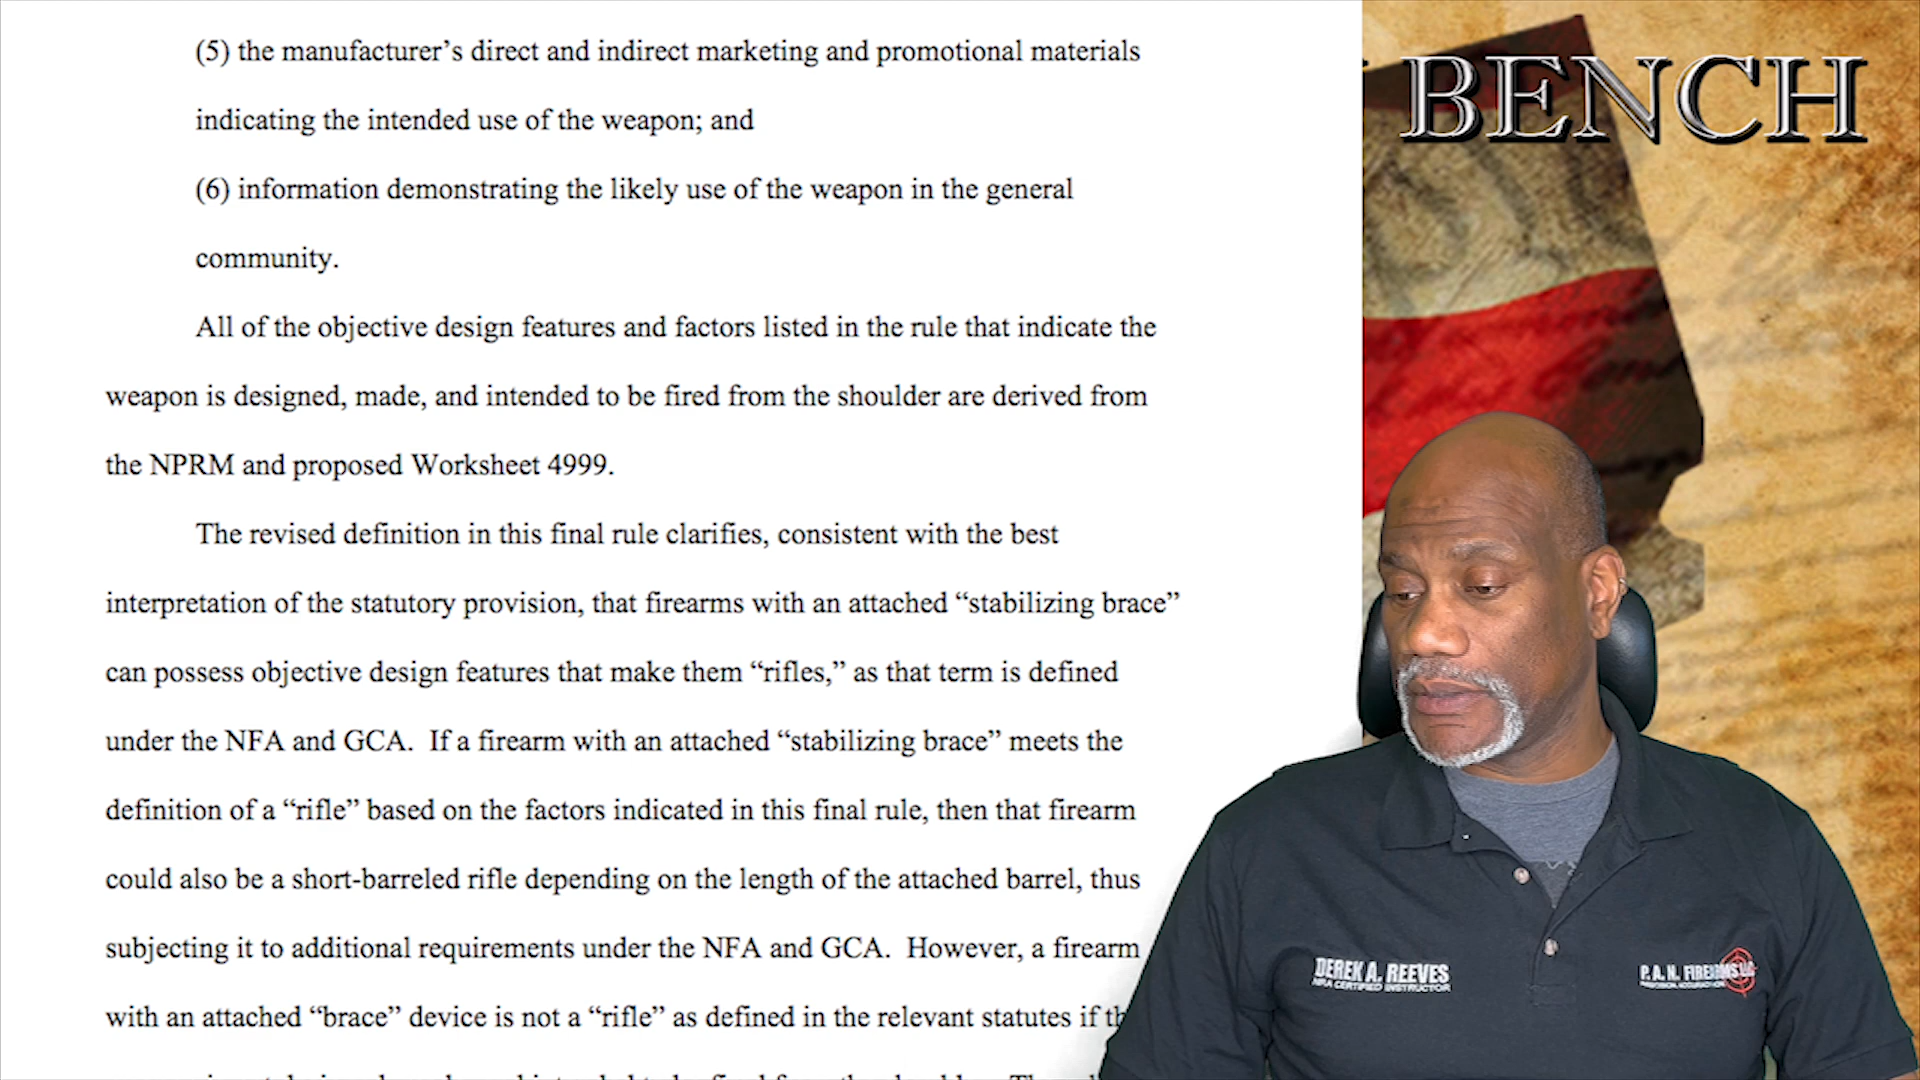 (5) the manufacturer’s direct and indirect marketing and promotional materials
indicating the intended use of the weapon; and
(6) information demonstrating the likely use of the weapon in the general
community.
All of the objective design features and factors listed in the rule that indicate the
weapon is designed, made, and intended to be fired from the shoulder are derived from
the NPRM and proposed Worksheet 4999.
The revised definition in this final rule clarifies, consistent with the best
interpretation of the statutory provision, that firearms with an attached “stabilizing brace”
can possess objective design features that make them “rifles,” as that term is defined
under the NFA and GCA.  If a firearm with an attached “stabilizing brace” meets the
definition of a “rifle” based on the factors indicated in this final rule, then that firearm
could also be a short-barreled rifle depending on the length of the attached barrel, thus
subjecting it to additional requirements under the NFA and GCA.  However, a firearm
with an attached “brace” device is not a “rifle” as defined in the relevant statutes if
BENCH
DEREK A. REEVES
NRA CERTIFIED INSTRUCTOR
P.A.N. FIREARMS LLC